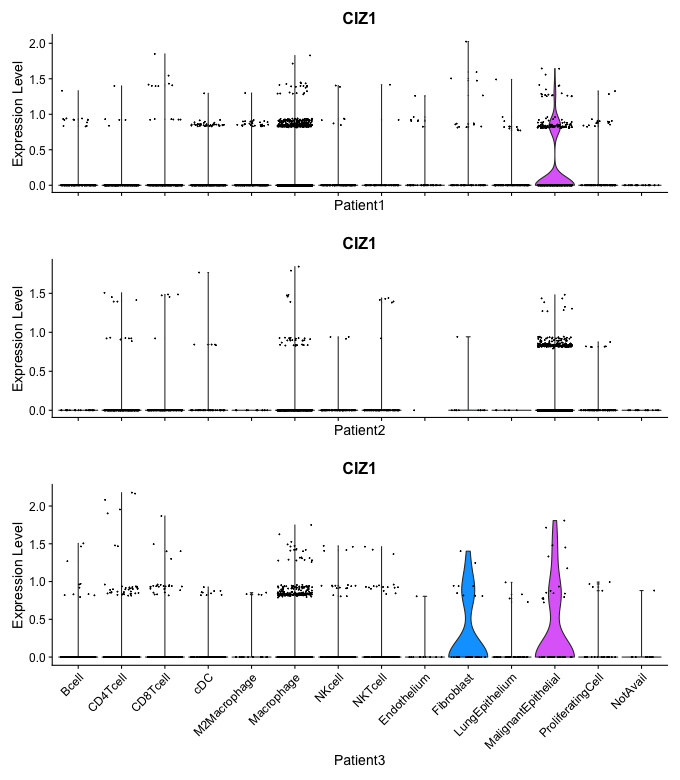 CIZ1
Expression Level
2.0
1.5
1.0
0.5
0.0
Patient1
CIZ1
Expression Level
1.5
1.0
0.5
0.0
Patient2
CIZ1
Expression Level
2.0
1.5
1.0
0.5
0.0
Bcell
CD4Tcell
CD8Tcell
cDC
M2Macrophage
Macrophage
NKcell
NKTcell
Endothelium
Fibroblast
LungEpithelium
MalignantEpithelial
ProliferatingCell
NotAvail
Patient3